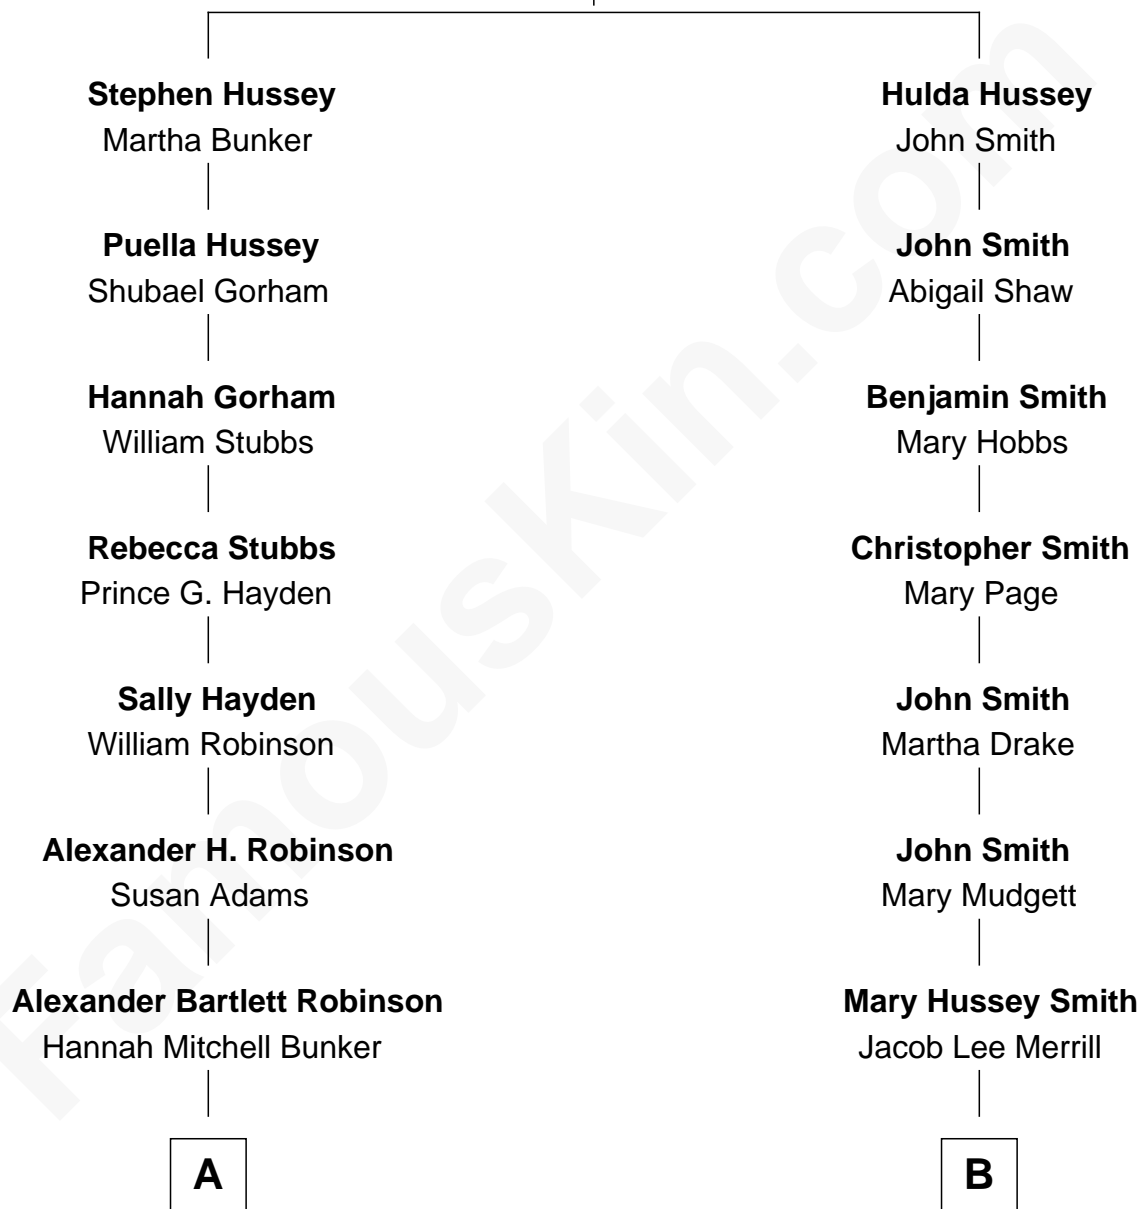 Stephen Hussey
Martha Bunker
Puella Hussey
Shubael Gorham
Hannah Gorham
William Stubbs
Rebecca Stubbs
Prince G. Hayden
Sally Hayden
William Robinson
Alexander H. Robinson
Susan Adams
Alexander Bartlett Robinson
Hannah Mitchell Bunker
A
Hulda Hussey
John Smith
John Smith
Abigail Shaw
Benjamin Smith
Mary Hobbs
Christopher Smith
Mary Page
John Smith
Martha Drake
John Smith
Mary Mudgett
Mary Hussey Smith
Jacob Lee Merrill
B
FamousKin.com